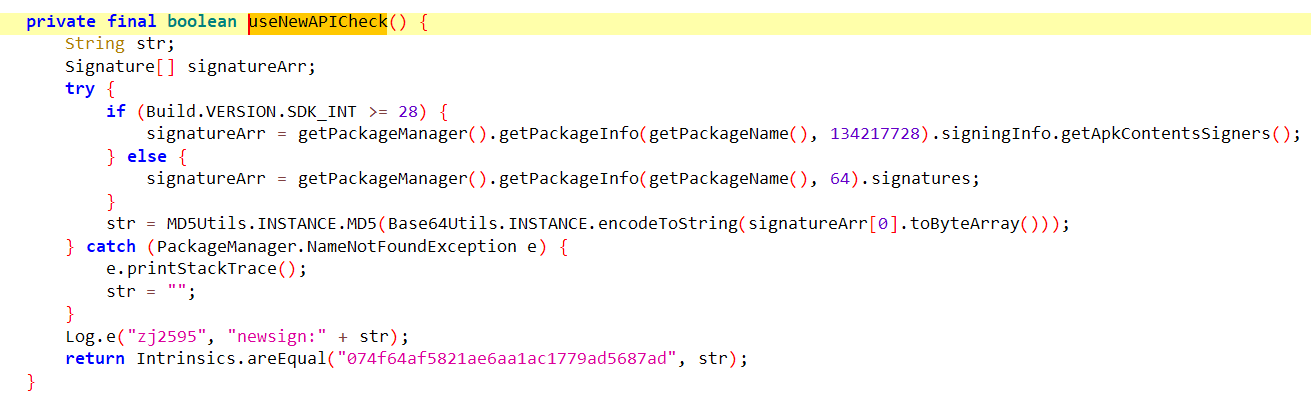 private final boolean useNewAPICheck() {
    String str;
    Signature[] signatureArr;
    try {
        if (Build.VERSION.SDK_INT >= 28) {
            signatureArr = getPackageManager().getPackageInfo(getPackageName(), 134217728).signingInfo.getApkContentsSigners();
        } else {
            signatureArr = getPackageManager().getPackageInfo(getPackageName(), 64).signatures;
        }
        str = MD5Utils.INSTANCE.MD5(Base64Utils.INSTANCE.encodeToString(signatureArr[0].toByteArray()));
    } catch (PackageManager.NameNotFoundException e) {
        e.printStackTrace();
        str = "";
    }
    Log.e("zj2595", "newsign:" + str);
    return Intrinsics.areEqual("074f64af5821ae6aa1ac1779ad5687ad", str);
}